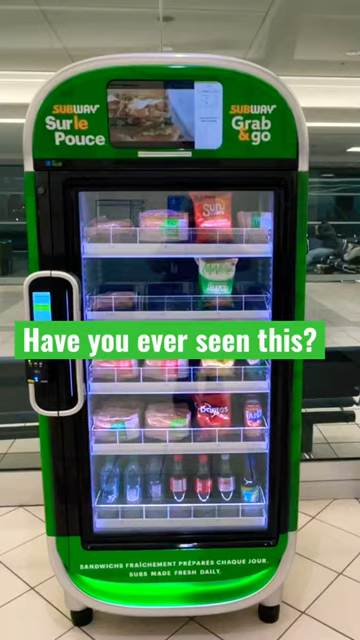 SUBWAY
Sur le
Pouce
SUBWAY
Grab
& go
Sun
Have you ever seen this?
Doritos
SANDWICHS FRAÎCHEMENT PRÉPARÉS CHAQUE JOUR.
SUBS MADE FRESH DAILY.